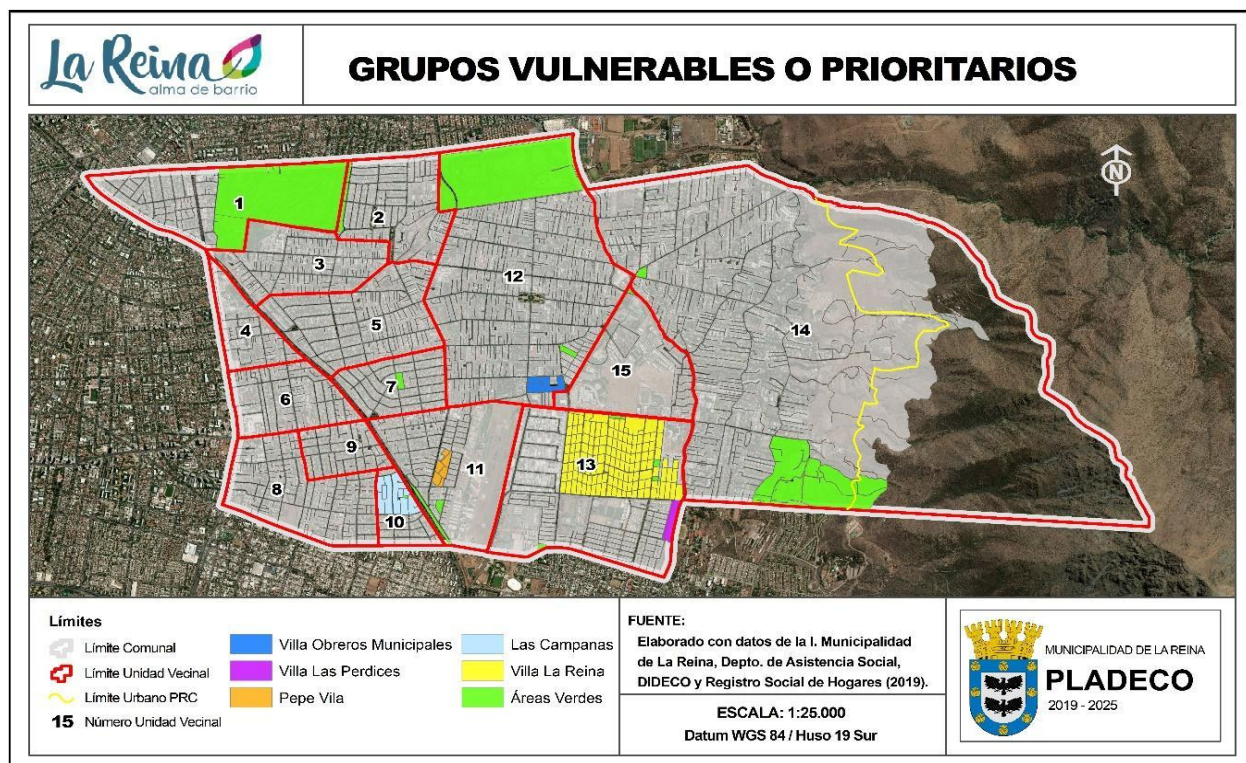 La Reina
alma de barrio
GRUPOS VULNERABLES O PRIORITARIOS
N
1
2
3
12
5
4
14
15
7
6
9
11
13
8
10
Límites
Límite Comunal
Límite Unidad Vecinal
Límite Urbano PRC
15 Número Unidad Vecinal
Villa Obreros Municipales
Villa Las Perdices
Pepe Vila
Las Campanas
Villa La Reina
Áreas Verdes
FUENTE:
Elaborado con datos de la I. Municipalidad
de La Reina, Depto. de Asistencia Social,
DIDECO y Registro Social de Hogares (2019).
ESCALA: 1:25.000
Datum WGS 84 / Huso 19 Sur
MUNICIPALIDAD DE LA REINA
PLADECO
2019 - 2025